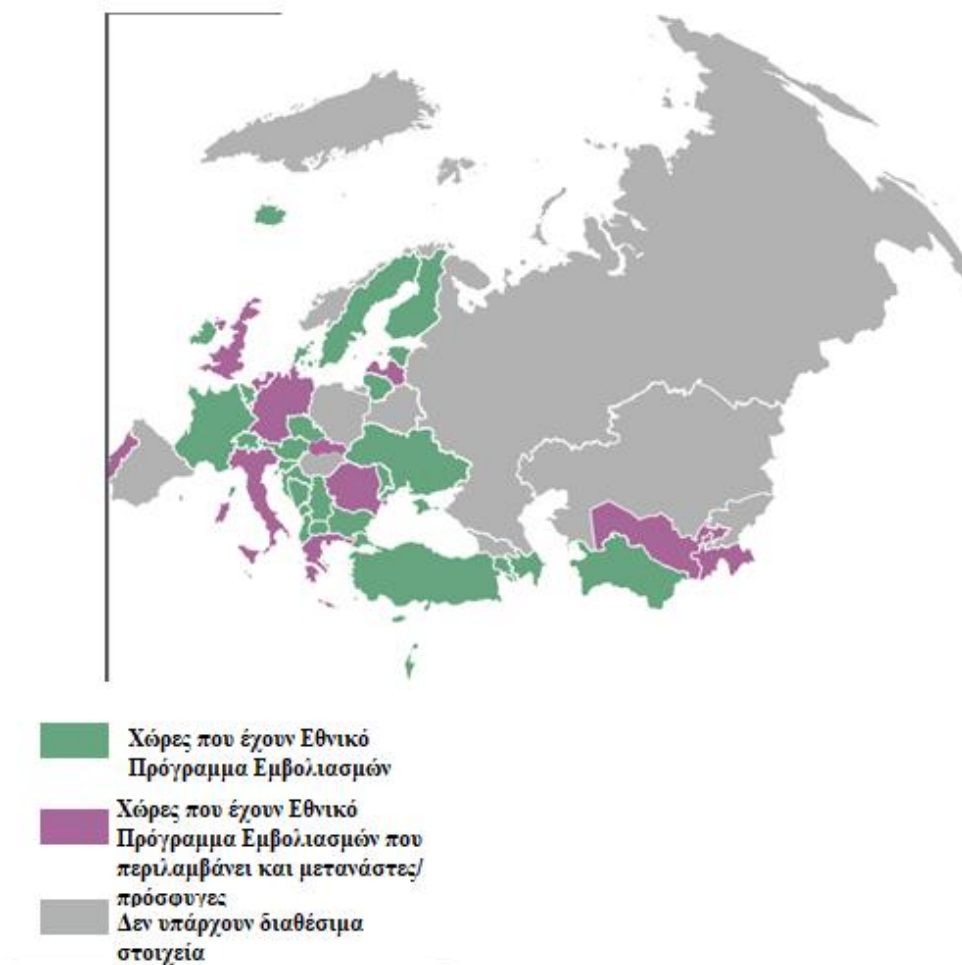 Χώρες που έχουν Εθνικό
Πρόγραμμα Εμβολιασμών
Χώρες που έχουν Εθνικό
Πρόγραμμα Εμβολιασμών που
περιλαμβάνει και μετανάστες/
πρόσφυγες
Δεν υπάρχουν διαθέσιμα
στοιχεία